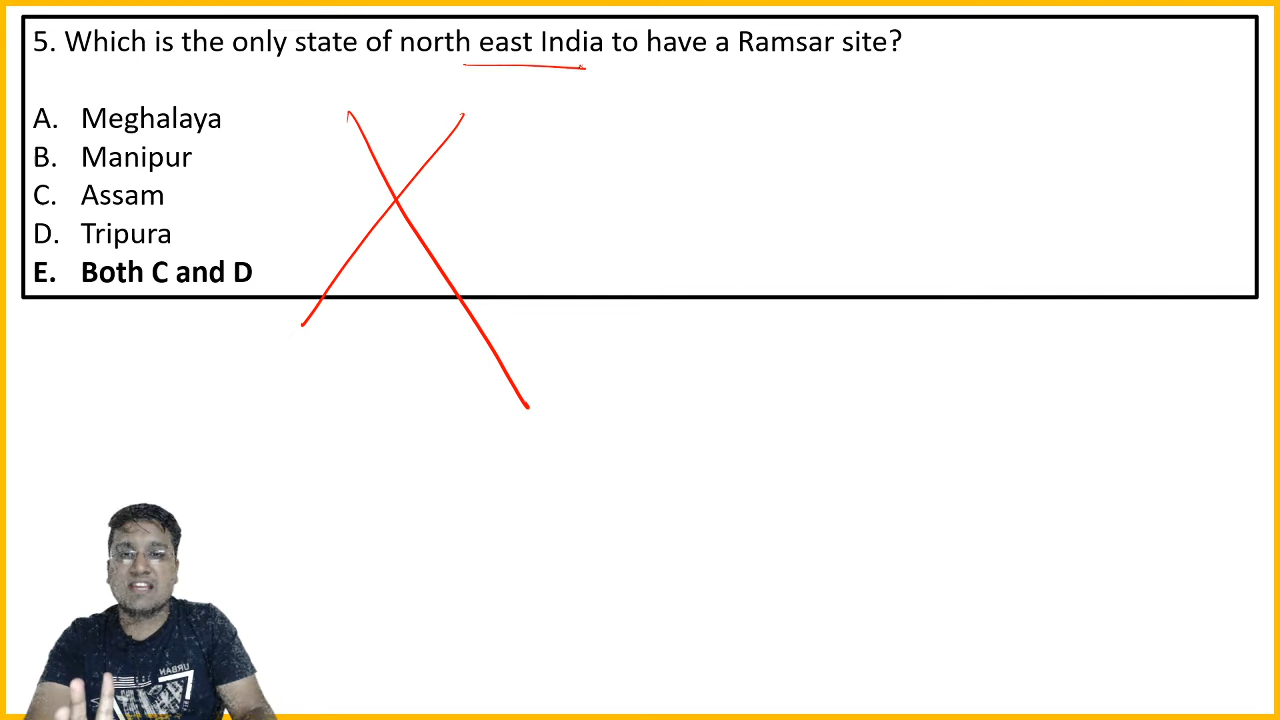 5. Which is the only state of north east India to have a Ramsar site?
A. Meghalaya
B. Manipur
C. Assam
D. Tripura
E. Both C and D
URBAN